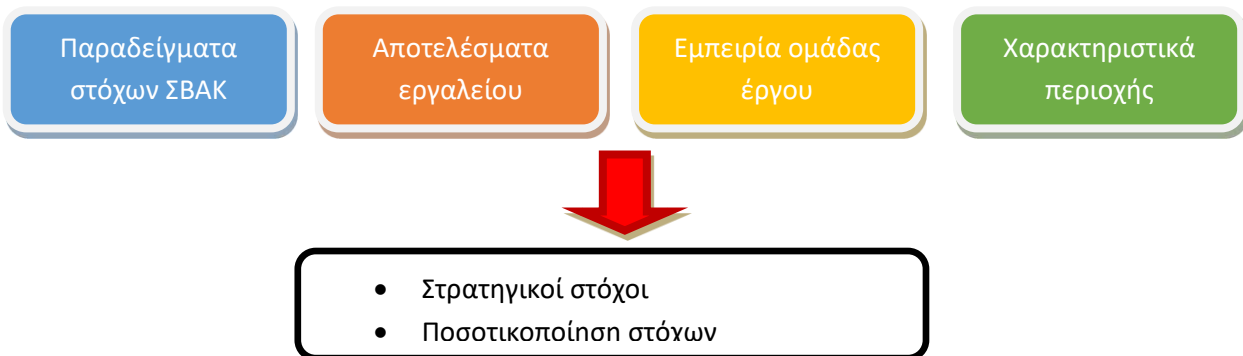 Παραδείγματα
στόχων ΣΒΑΚ
Αποτελέσματα
εργαλείου
Εμπειρία ομάδας
έργου
Χαρακτηριστικά
περιοχής
• Στρατηγικοί στόχοι
• Ποσοτικοποίηση στόχων